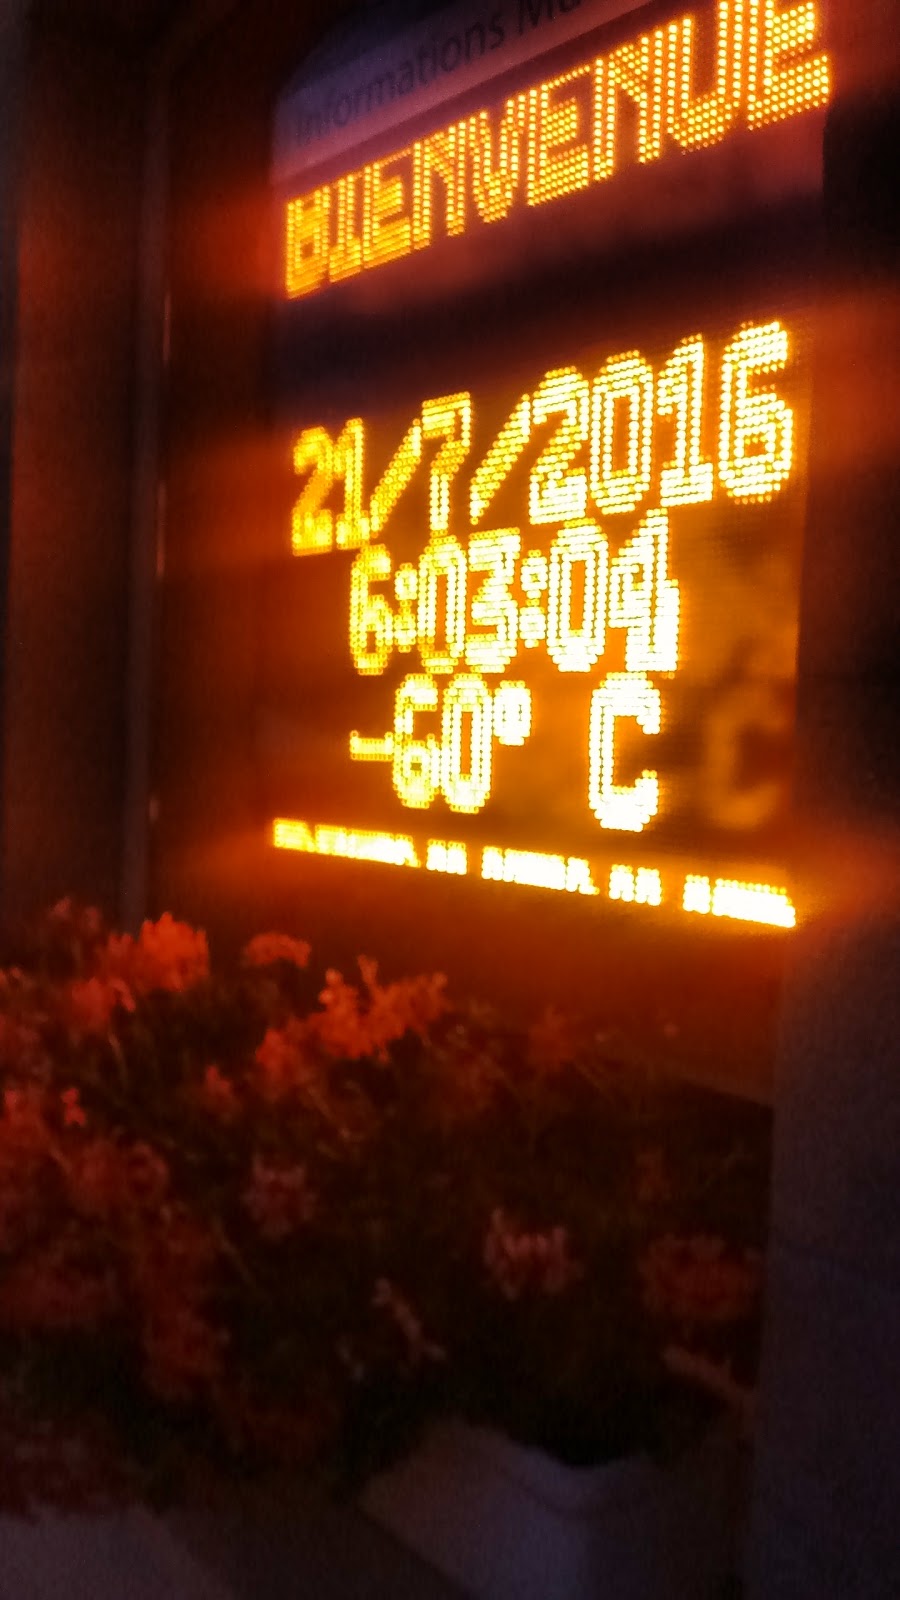 Informations
BIENVENUE
21/7/2016
6:03:04
-60° C